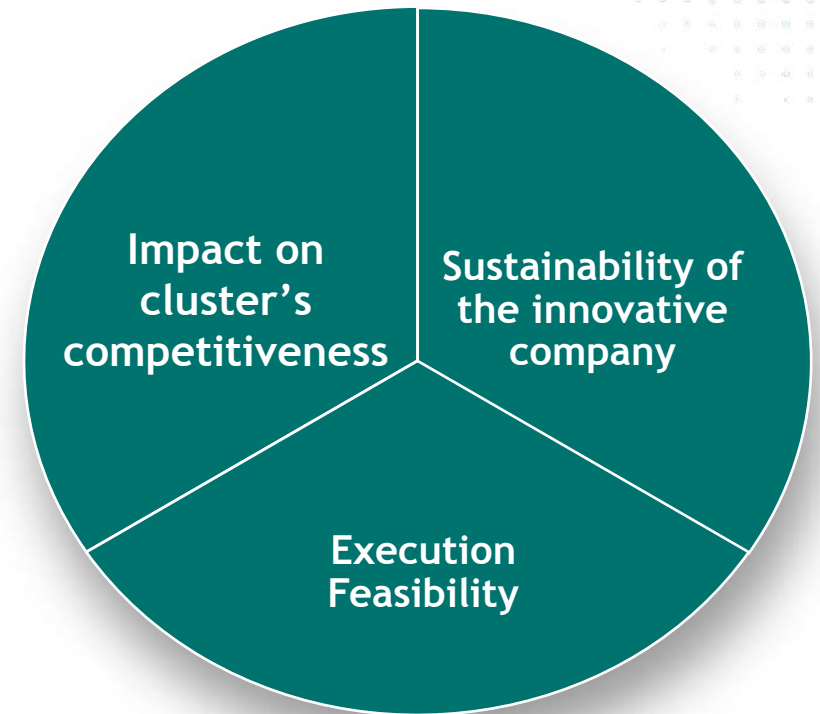 Impact on
cluster’s
competitiveness
Sustainability of
the innovative
company
Execution
Feasibility